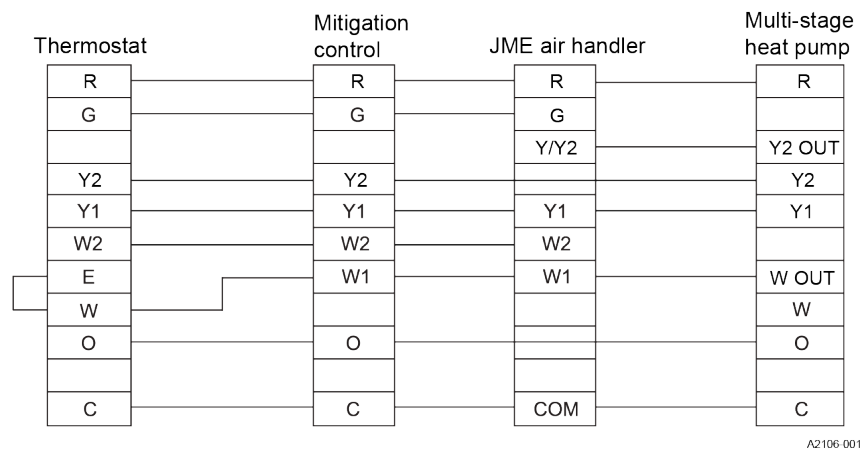 Thermostat
Mitigation
control
JME air handler
Multi-stage
heat pump
R R R R
G G G
Y/Y2 Y2 OUT
Y2 Y2 Y2
Y1 Y1 Y1 Y1
W2 W2 W2
E W1 W1 W OUT
W W
O O O
C C COM C
A2106-001